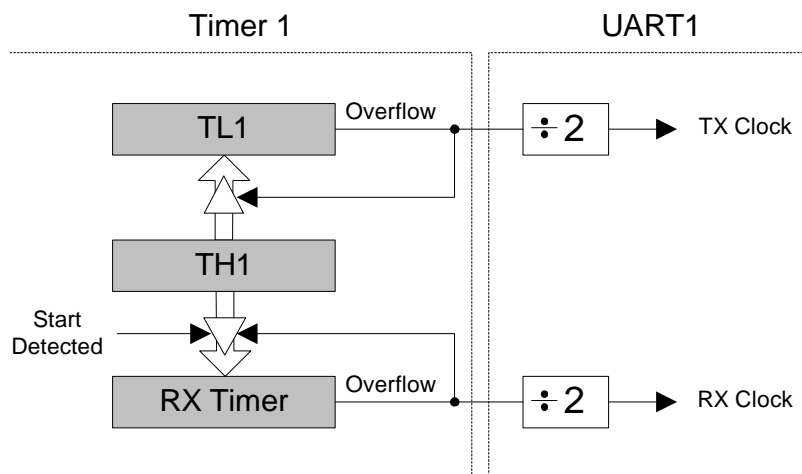 Timer 1
UART1
TL1
Overflow
÷2
TX Clock
TH1
Start
Detected
RX Timer
Overflow
÷2
RX Clock